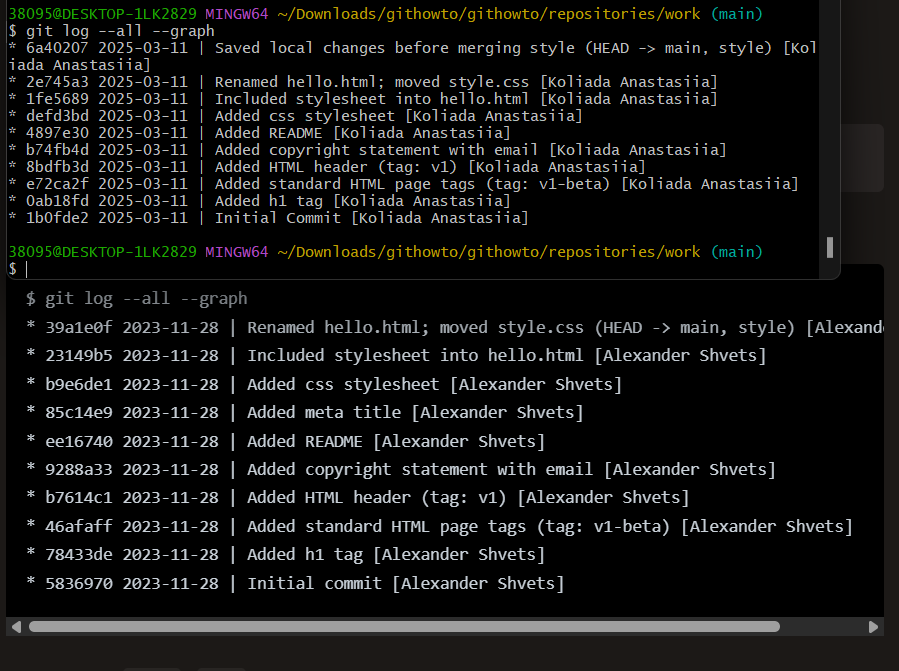 38095@DESKTOP-1LK2829 MINGW64 ~/Downloads/githowto/githowto/repositories/work (main)
$ git log --all --graph
* 6a40207 2025-03-11 | Saved local changes before merging style (HEAD -> main, style) [Kol
iada Anastasiia]
* 2e745a3 2025-03-11 | Renamed hello.html; moved style.css [Koliada Anastasiia]
* 1fe5689 2025-03-11 | Included stylesheet into hello.html [Koliada Anastasiia]
* defd3bd 2025-03-11 | Added css stylesheet [Koliada Anastasiia]
* 4897e30 2025-03-11 | Added README [Koliada Anastasiia]
* b74fb4d 2025-03-11 | Added copyright statement with email [Koliada Anastasiia]
* 8bdfb3d 2025-03-11 | Added HTML header (tag: v1) [Koliada Anastasiia]
* e72ca2f 2025-03-11 | Added standard HTML page tags (tag: v1-beta) [Koliada Anastasiia]
* 0ab18fd 2025-03-11 | Added h1 tag [Koliada Anastasiia]
* 1b0fde2 2025-03-11 | Initial Commit [Koliada Anastasiia]
38095@DESKTOP-1LK2829 MINGW64 ~/Downloads/githowto/githowto/repositories/work (main)
$
$ git log --all --graph
* 39a1e0f 2023-11-28 | Renamed hello.html; moved style.css (HEAD -> main, style) [Alexand
* 23149b5 2023-11-28 | Included stylesheet into hello.html [Alexander Shvets]
* b9e6de1 2023-11-28 | Added css stylesheet [Alexander Shvets]
* 85c14e9 2023-11-28 | Added meta title [Alexander Shvets]
* ee16740 2023-11-28 | Added README [Alexander Shvets]
* 9288a33 2023-11-28 | Added copyright statement with email [Alexander Shvets]
* b7614c1 2023-11-28 | Added HTML header (tag: v1) [Alexander Shvets]
* 46afaff 2023-11-28 | Added standard HTML page tags (tag: v1-beta) [Alexander Shvets]
* 78433de 2023-11-28 | Added h1 tag [Alexander Shvets]
* 5836970 2023-11-28 | Initial commit [Alexander Shvets]